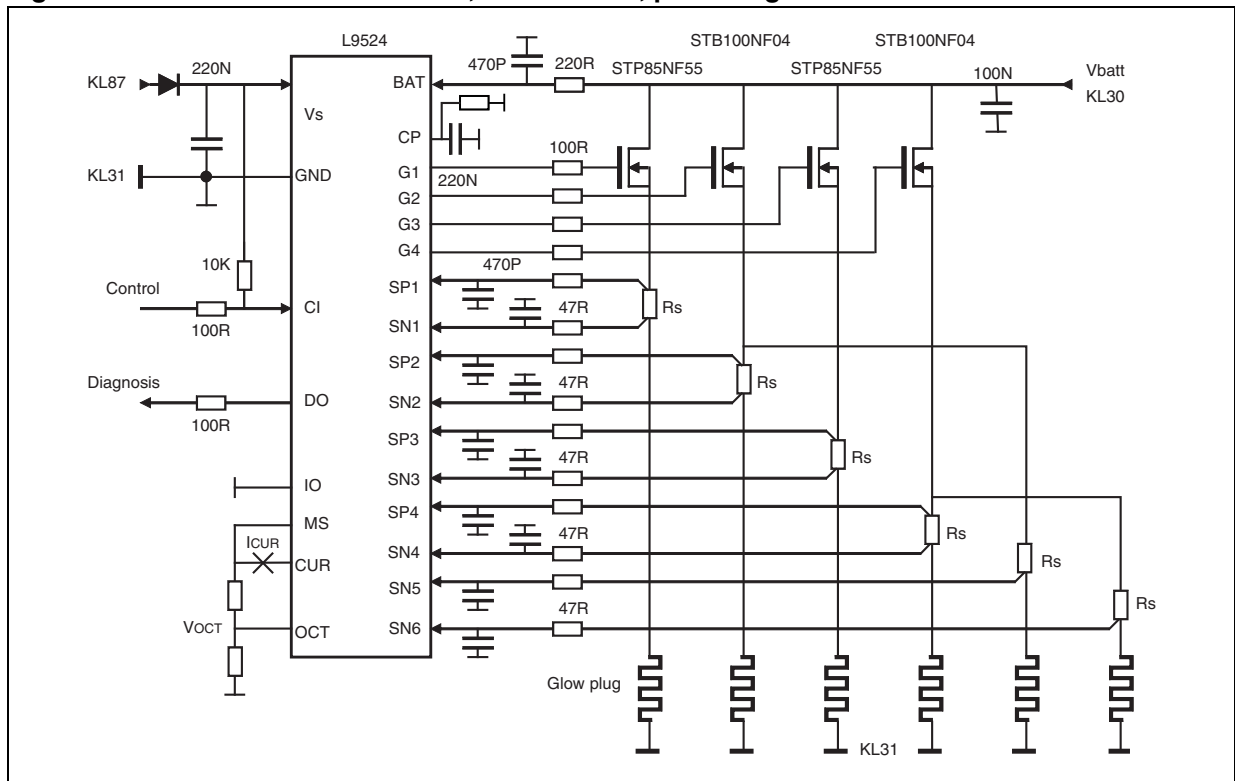 L9524
STB100NF04
STB100NF04
STP85NF55
STP85NF55
470P
220R
100N
Vbatt
KL30
KL87
220N
BAT
Vs
CP
KL31
GND
220N
100R
G1
G2
G3
G4
10K
Control
100R
CI
470P
SP1
47R
SN1
Rs
SP2
47R
SN2
Rs
Diagnosis
100R
DO
SP3
47R
SN3
Rs
IO
SP4
47R
SN4
Rs
MS
ICUR
CUR
SN5
Rs
47R
SN6
Rs
VOCT
OCT
Glow plug
KL31